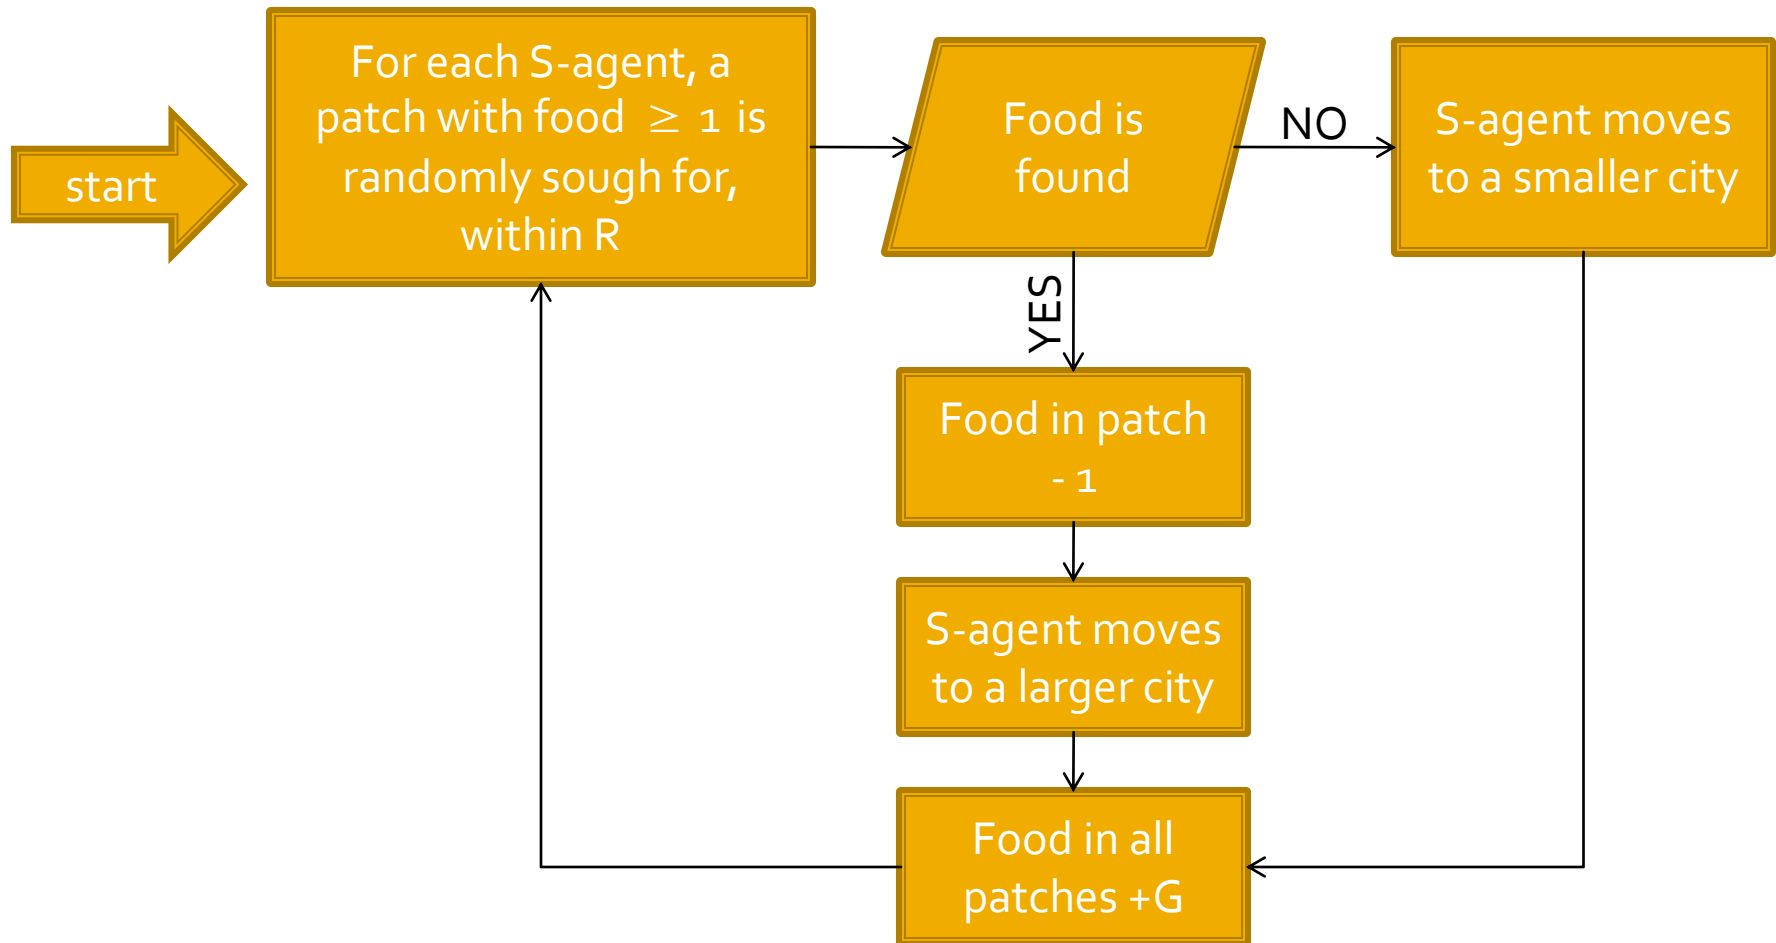 start
For each S-agent, a
patch with food ≥ 1 is
randomly sough for,
within R
Food is
found
NO
S-agent moves
to a smaller city
YES
Food in patch
- 1
S-agent moves
to a larger city
Food in all
patches +G